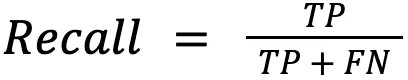 Recall = TP / TP + FN